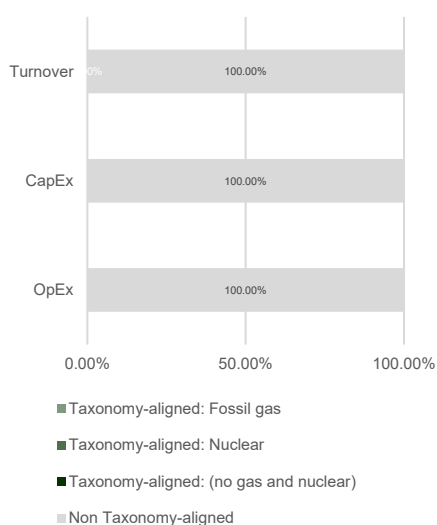 Turnover 0% 100.00%
CapEx 100.00%
OpEx 100.00%
0.00% 50.00% 100.00%
Taxonomy-aligned: Fossil gas
Taxonomy-aligned: Nuclear
Taxonomy-aligned: (no gas and nuclear)
Non Taxonomy-aligned